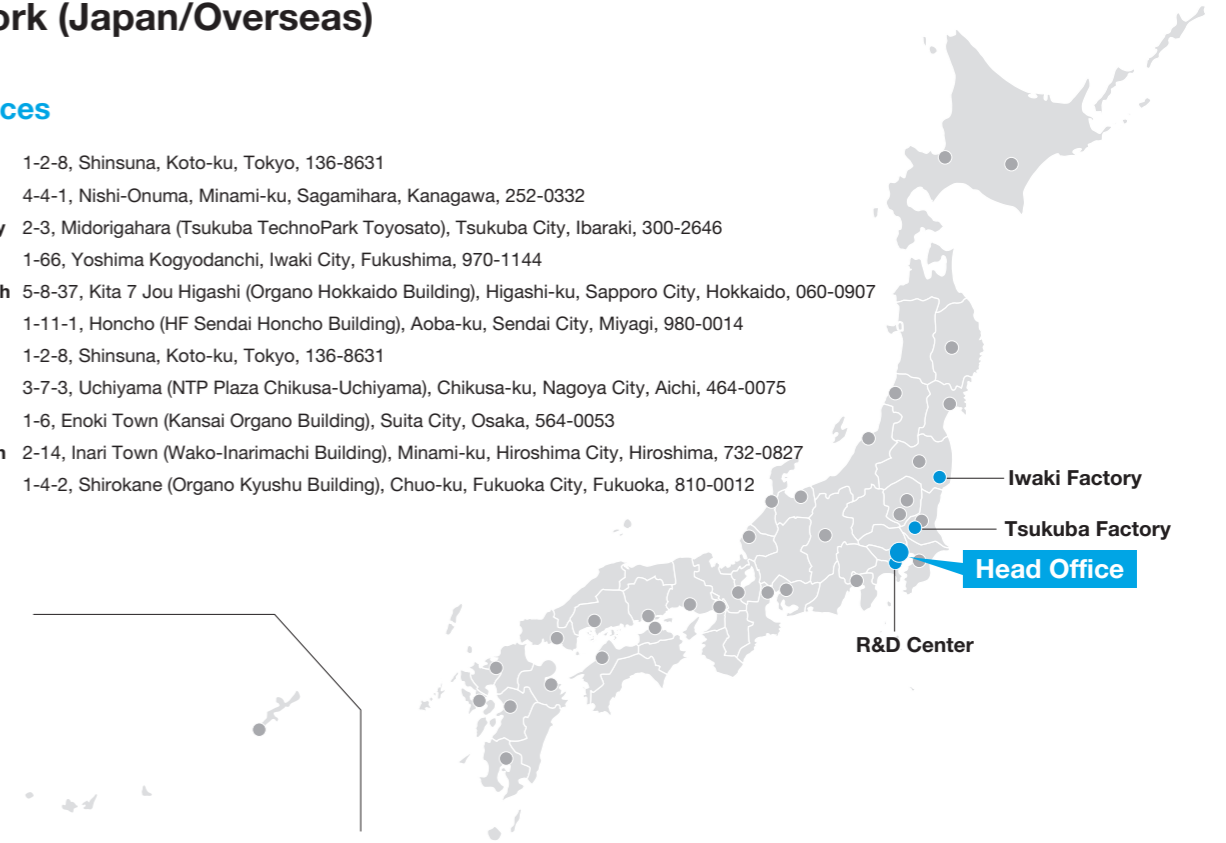 ork (Japan/Overseas)
ces
1-2-8, Shinsuna, Koto-ku, Tokyo, 136-8631
4-4-1, Nishi-Onuma, Minami-ku, Sagamihara, Kanagawa, 252-0332
y 2-3, Midorigahara (Tsukuba TechnoPark Toyosato), Tsukuba City, Ibaraki, 300-2646
1-66, Yoshima Kogyodanchi, Iwaki City, Fukushima, 970-1144
h 5-8-37, Kita 7 Jou Higashi (Organo Hokkaido Building), Higashi-ku, Sapporo City, Hokkaido, 060-0907
1-11-1, Honcho (HF Sendai Honcho Building), Aoba-ku, Sendai City, Miyagi, 980-0014
1-2-8, Shinsuna, Koto-ku, Tokyo, 136-8631
3-7-3, Uchiyama (NTP Plaza Chikusa-Uchiyama), Chikusa-ku, Nagoya City, Aichi, 464-0075
1-6, Enoki Town (Kansai Organo Building), Suita City, Osaka, 564-0053
h 2-14, Inari Town (Wako-Inarimachi Building), Minami-ku, Hiroshima City, Hiroshima, 732-0827
1-4-2, Shirokane (Organo Kyushu Building), Chuo-ku, Fukuoka City, Fukuoka, 810-0012
Iwaki Factory
Tsukuba Factory
Head Office
R&D Center